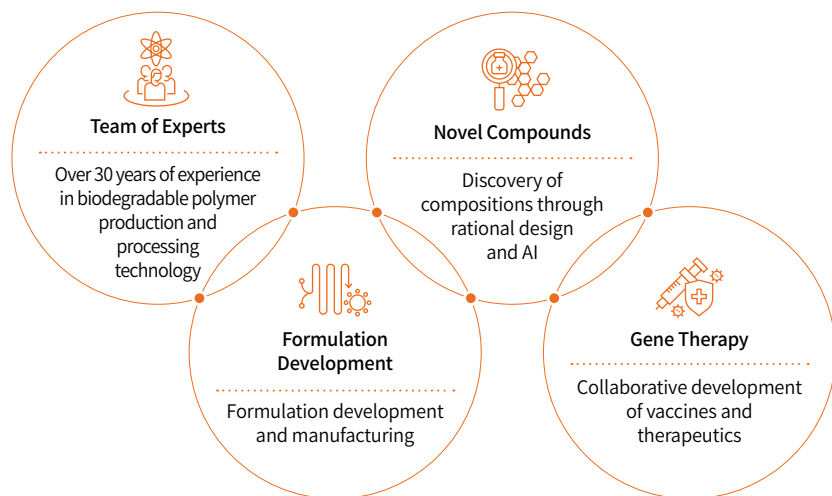 Team of Experts
Over 30 years of experience
in biodegradable polymer
production and
processing
technology
Novel Compounds
Discovery of
compositions through
rational design
and AI
Formulation
Development
Formulation development
and manufacturing
Gene Therapy
Collaborative development
of vaccines and
therapeutics